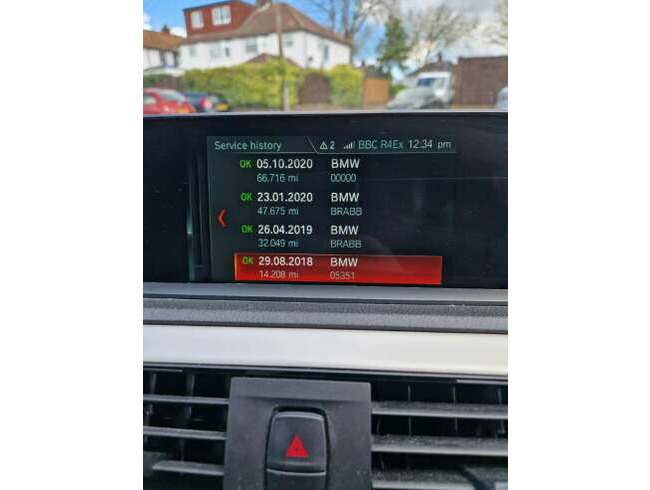 Service history 2 BBC R4Ex 12:34 pm
OK 05.10.2020 BMW
66.716 mi 00000
OK 23.01.2020 BMW
47.675 mi BRABB
OK 26.04.2019 BMW
32.049 mi BRABB
OK 29.08.2018 BMW
14.208 mi 05351